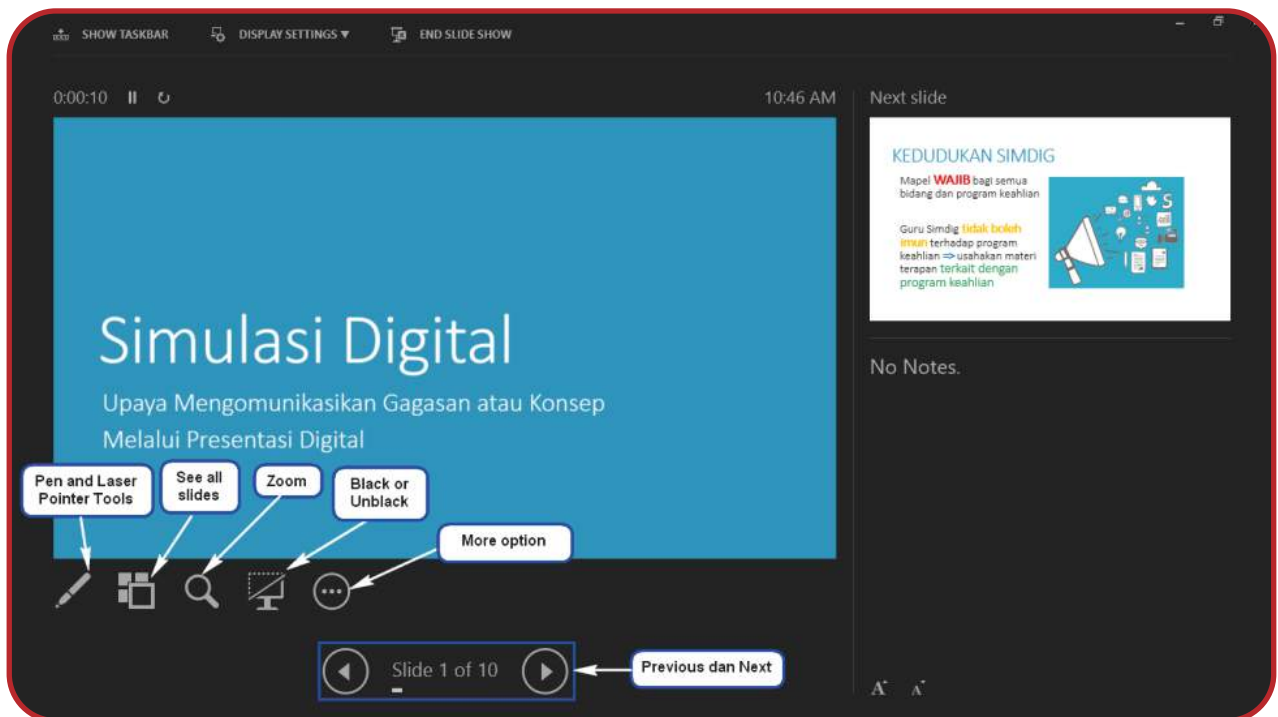 SHOW TASKBAR
DISPLAY SETTINGS ▼
END SLIDE SHOW
0:00:10
10:46 AM
Next slide
Simulasi Digital
Upaya Mengomunikasikan Gagasan atau Konsep
Melalui Presentasi Digital
KEDUDUKAN SIMDIG
Mapel WAJIB bagi semua
bidang dan program keahlian
Guru Simdig tidak boleh
imun terhadap program
keahlian ⇒ usahakan materi
terapan terkait dengan
program keahlian
No Notes.
Pen and Laser
Pointer Tools
See all
slides
Zoom
Black or
Unblack
More option
Slide 1 of 10
Previous dan Next
A A